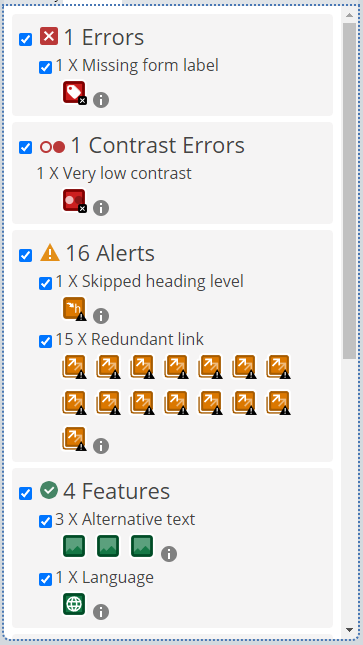 1 Errors
1 X Missing form label
1 Contrast Errors
1 X Very low contrast
16 Alerts
1 X Skipped heading level
15 X Redundant link
4 Features
3 X Alternative text
1 X Language